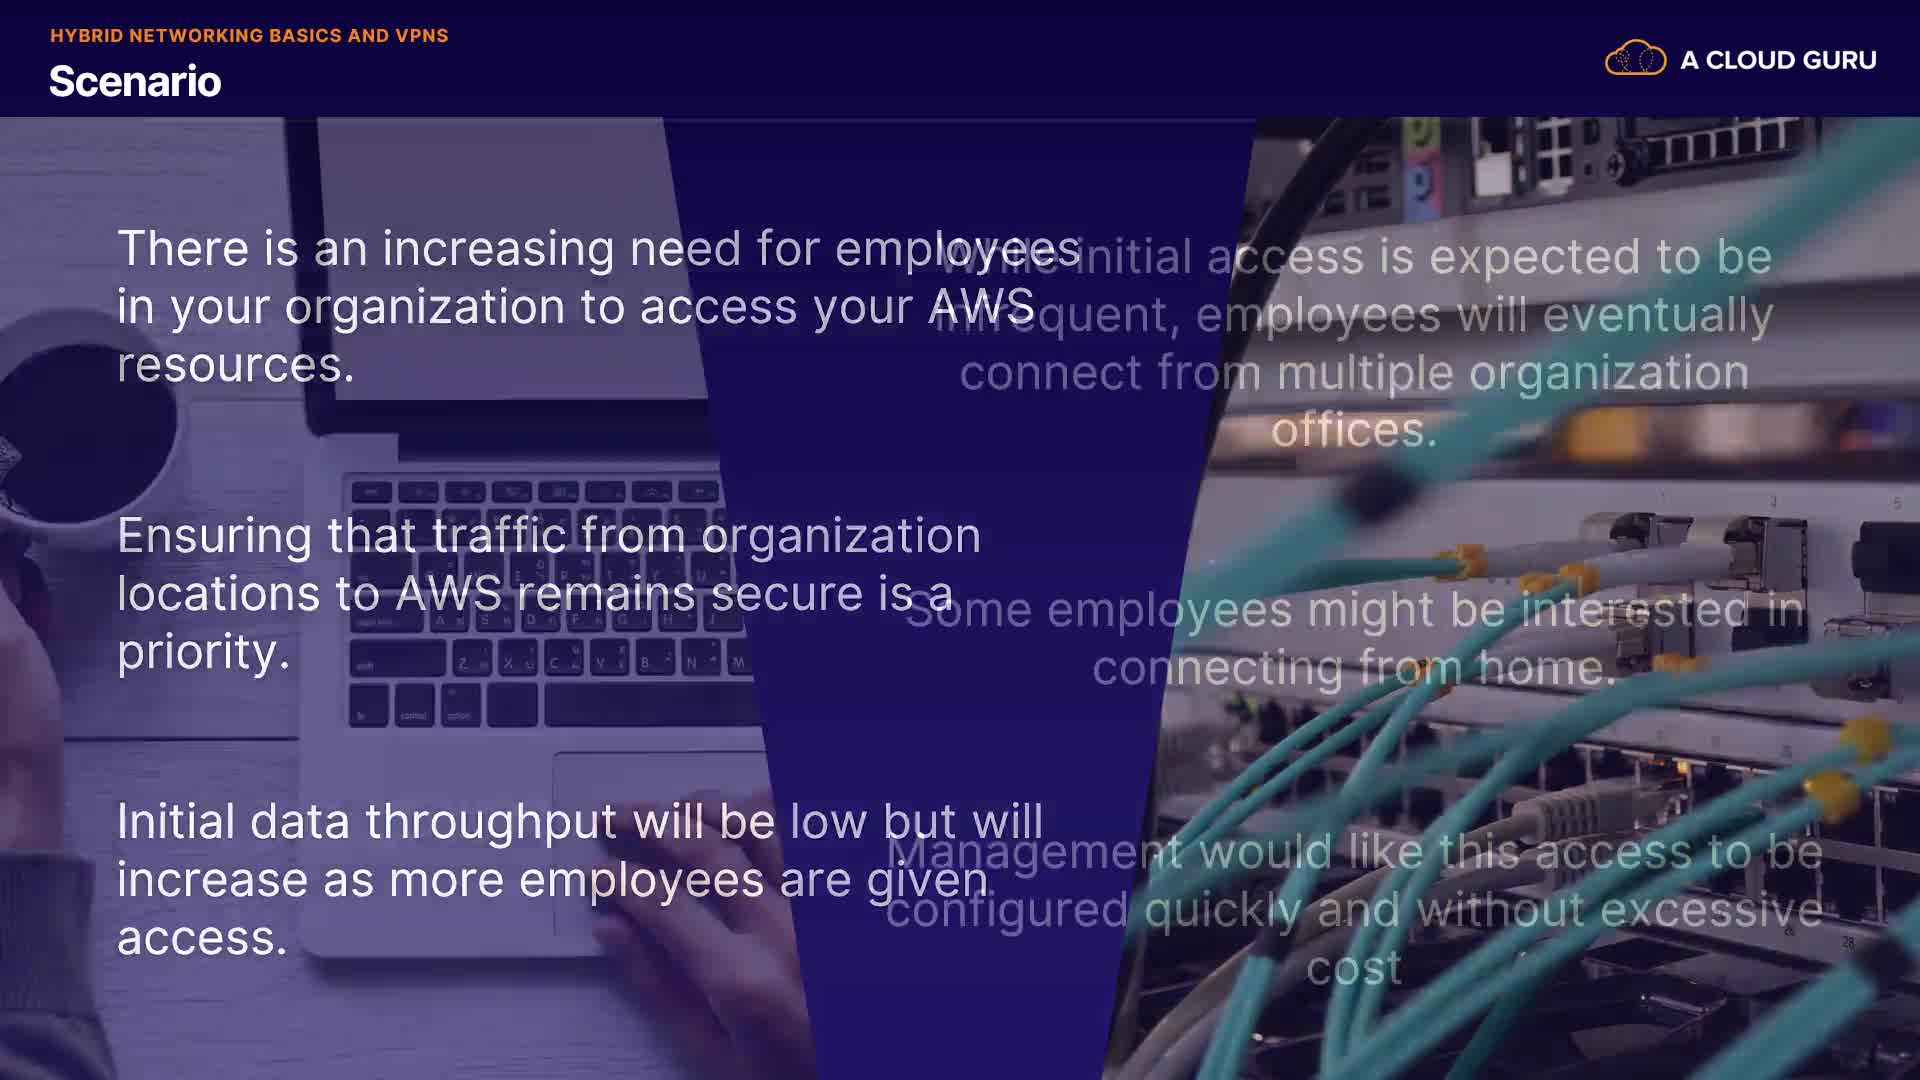 HYBRID NETWORKING BASICS AND VPNS
Scenario
A CLOUD GURU
There is an increasing need for employees
in your organization to access your AWS
resources.
Ensuring that traffic from organization
locations to AWS remains secure is a
priority.
Initial data throughput will be low but will
increase as more employees are given
access.
While initial access is expected to be
infrequent, employees will eventually
connect from multiple organization
offices.
Some employees might be interested in
connecting from home.
Management would like this access to be
configured quickly and without excessive
cost